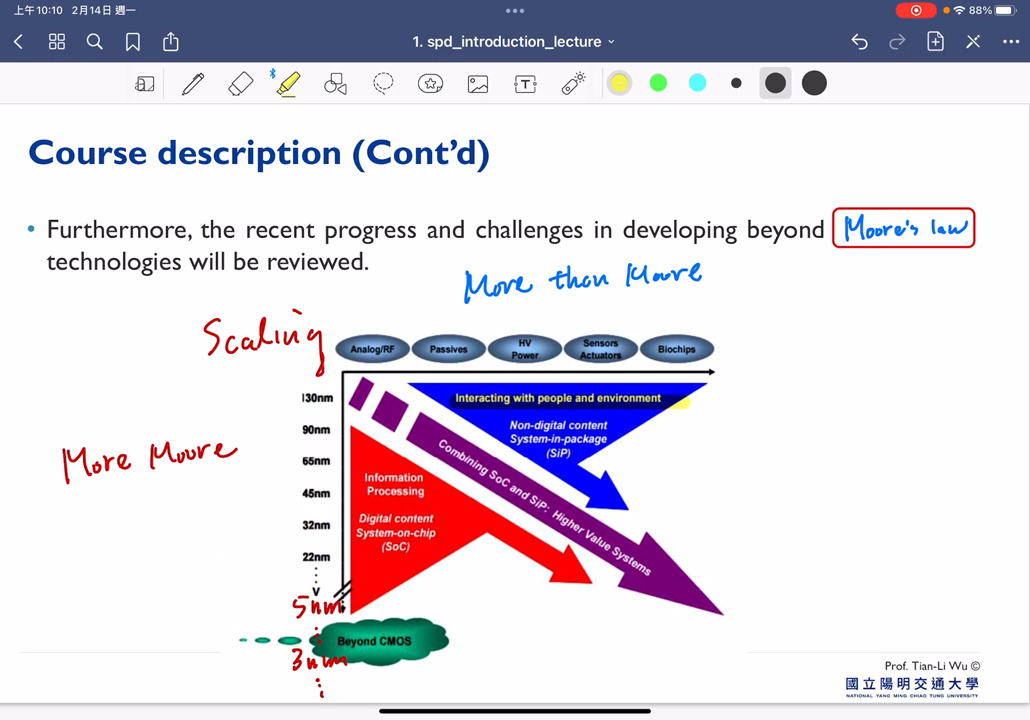 上午10:10 2月14日 週一
88%
1. spd_introduction_lecture
Course description (Cont'd)
• Furthermore, the recent progress and challenges in developing beyond Moore's law
technologies will be reviewed.
More than Moore
Scaling
Analog/RF
Passives
HV
Power
Sensors
Actuators
Biochips
130nm
Interacting with people and environment
90nm
Non-digital content
System-in-package
(SiP)
Combining SoC and SiP: Higher Value Systems
More Moore
65nm
Information
Processing
45nm
Digital content
System-on-chip
(SoC)
32nm
22nm
5nm
Beyond CMOS
3nm
Prof. Tian-Li Wu ©
國立陽明交通大學
NATIONAL YANG MING CHIAO TUNG UNIVERSITY